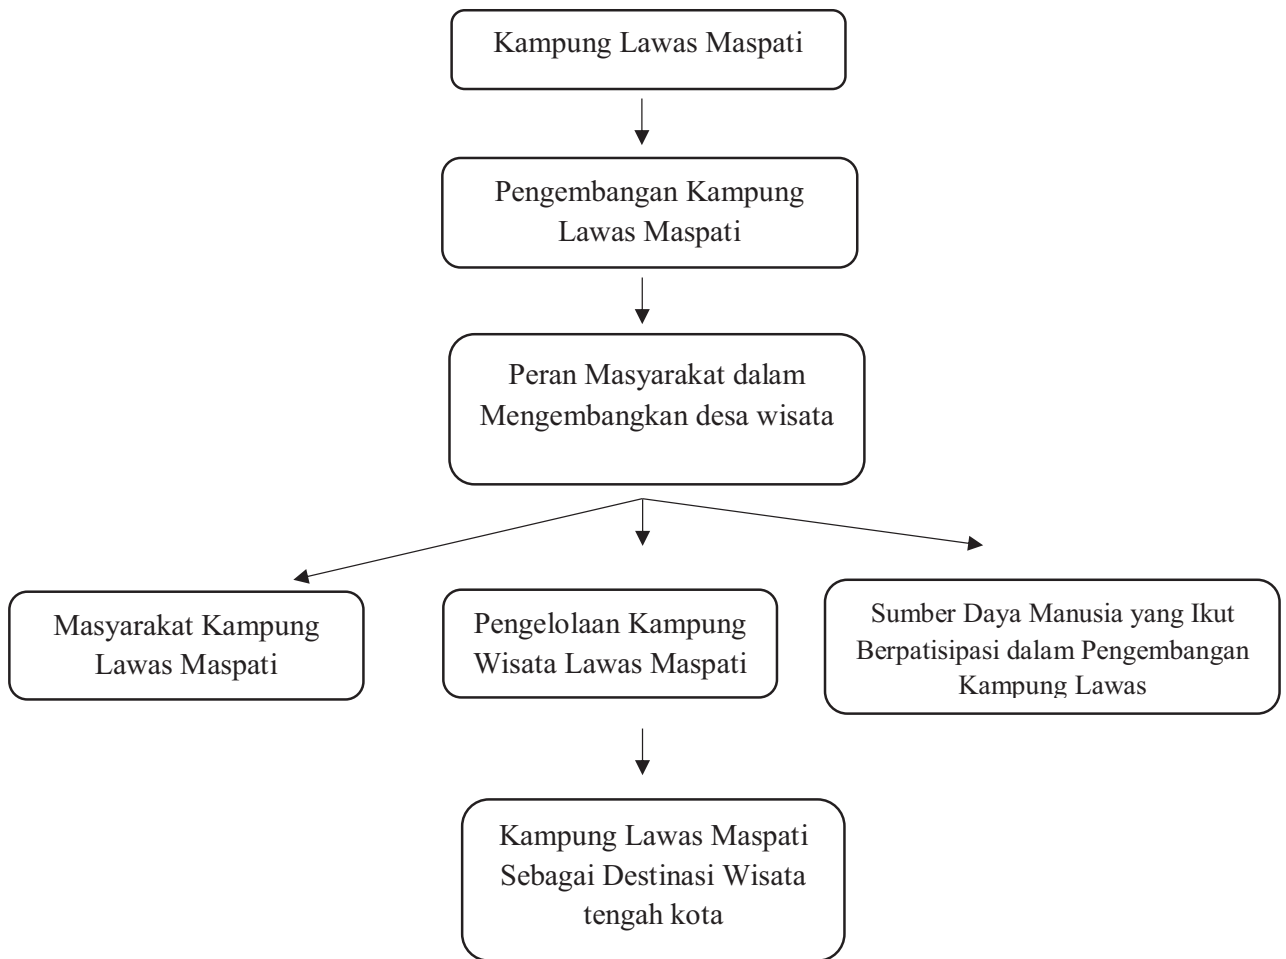 Kampung Lawas Maspati
Pengembangan Kampung
Lawas Maspati
Peran Masyarakat dalam
Mengembangkan desa wisata
Masyarakat Kampung
Lawas Maspati
Pengelolaan Kampung
Wisata Lawas Maspati
Sumber Daya Manusia yang Ikut
Berpatisipasi dalam Pengembangan
Kampung Lawas
Kampung Lawas Maspati
Sebagai Destinasi Wisata
tengah kota